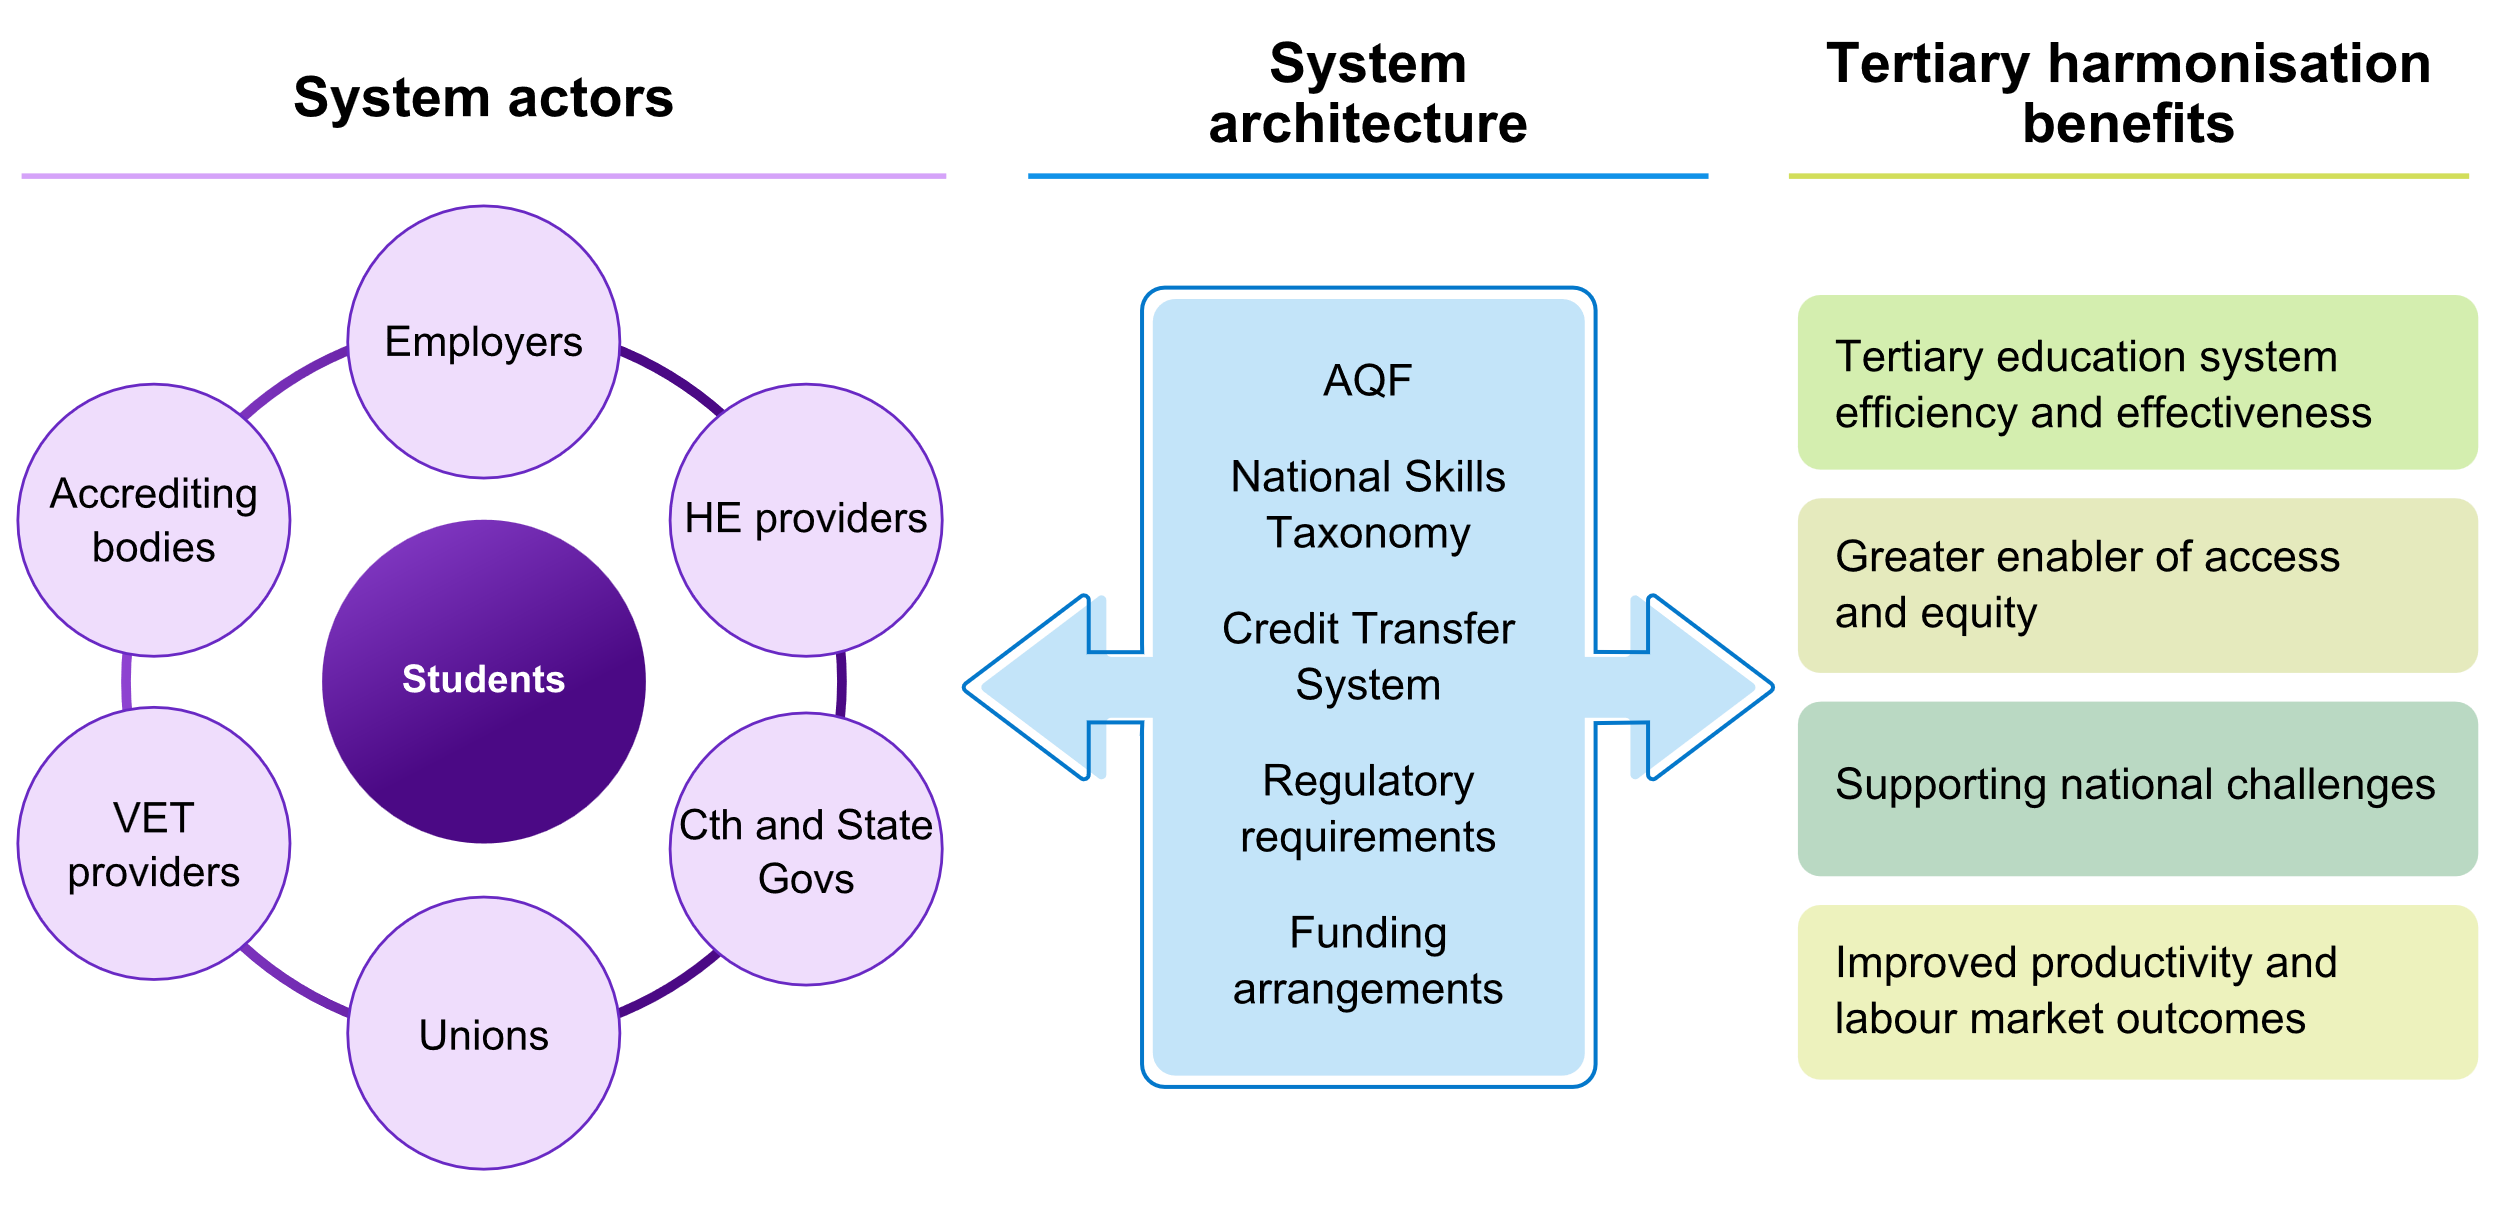 System actors
Employers
HE providers
Accrediting
bodies
Students
VET
providers
Cth and State
Govs
Unions
System
architecture
AQF
National Skills
Taxonomy
Credit Transfer
System
Regulatory
requirements
Funding
arrangements
Tertiary harmonisation
benefits
Tertiary education system
efficiency and effectiveness
Greater enabler of access
and equity
Supporting national challenges
Improved productivity and
labour market outcomes